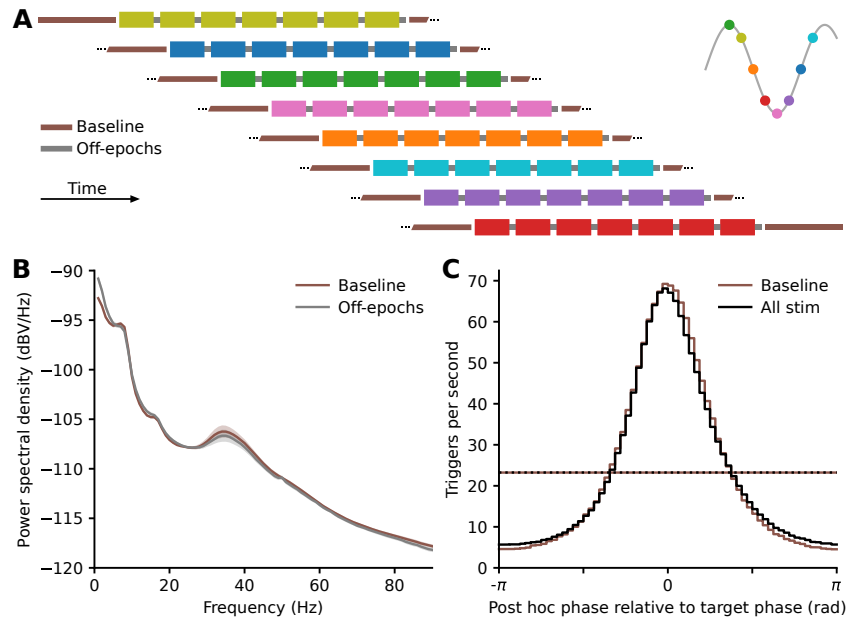 A
Baseline
Off-epochs
Time
B
Baseline
Off-epochs
Power spectral density (dBV/Hz)
−90
−95
−100
−105
−110
−115
−120
0
20
40
60
80
Frequency (Hz)
C
Baseline
All stim
Triggers per second
70
60
50
40
30
20
10
0
-π
0
π
Post hoc phase relative to target phase (rad)